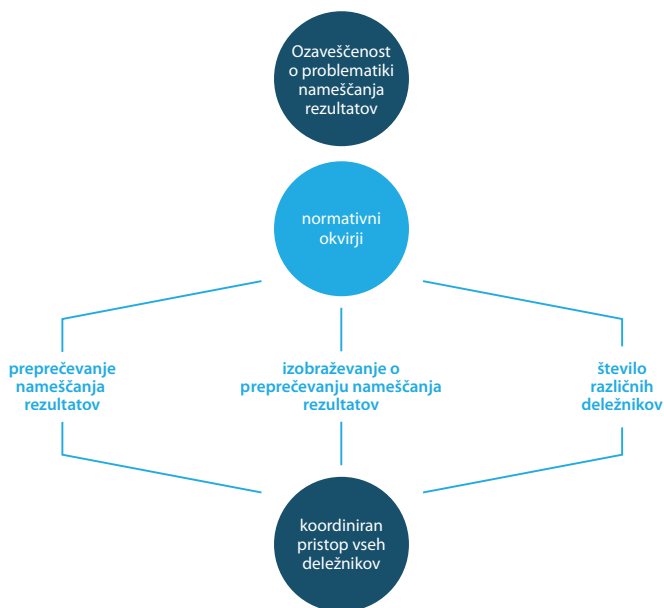 Ozaveščenost
o problematiki
nameščanja
rezultatov
normativni
okvirji
preprečevanje
nameščanja
rezultatov
izobraževanje o
preprečevanju nameščanja
rezultatov
število
različnih
deležnikov
koordiniran
pristop vseh
deležnikov